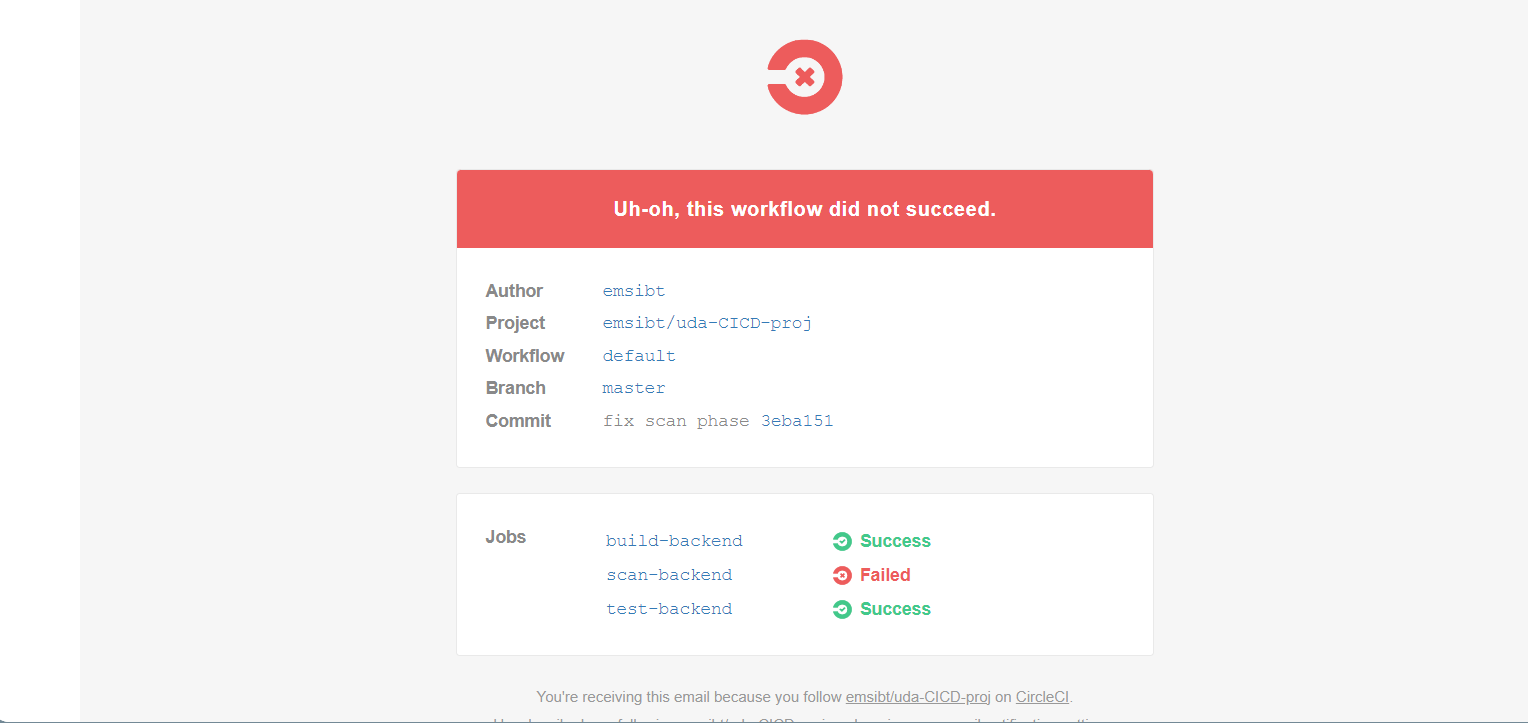 Uh-oh, this workflow did not succeed.
Author emsibt
Project emsibt/uda-CICD-proj
Workflow default
Branch master
Commit fix scan phase 3eba151
Jobs build-backend Success
scan-backend Failed
test-backend Success
You're receiving this email because you follow emsibt/uda-CICD-proj on CircleCI.